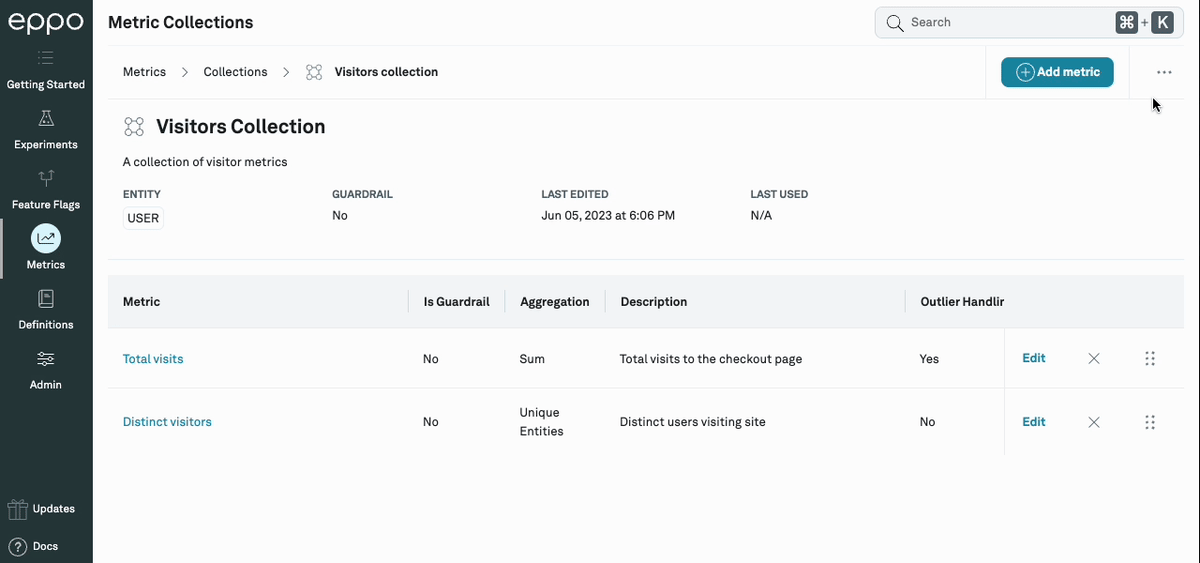 eppo
Metric Collections
Search
⌘ + K
Getting Started
Experiments
Feature Flags
Metrics
Definitions
Admin
Updates
Docs
Metrics > Collections > Visitors collection
Add metric
Visitors Collection
A collection of visitor metrics
ENTITY GUARDRAIL LAST EDITED LAST USED
USER No Jun 05, 2023 at 6:06 PM N/A
Metric Is Guardrail Aggregation Description Outlier Handlir
Total visits No Sum Total visits to the checkout page Yes Edit
Distinct visitors No Unique Entities Distinct users visiting site No Edit